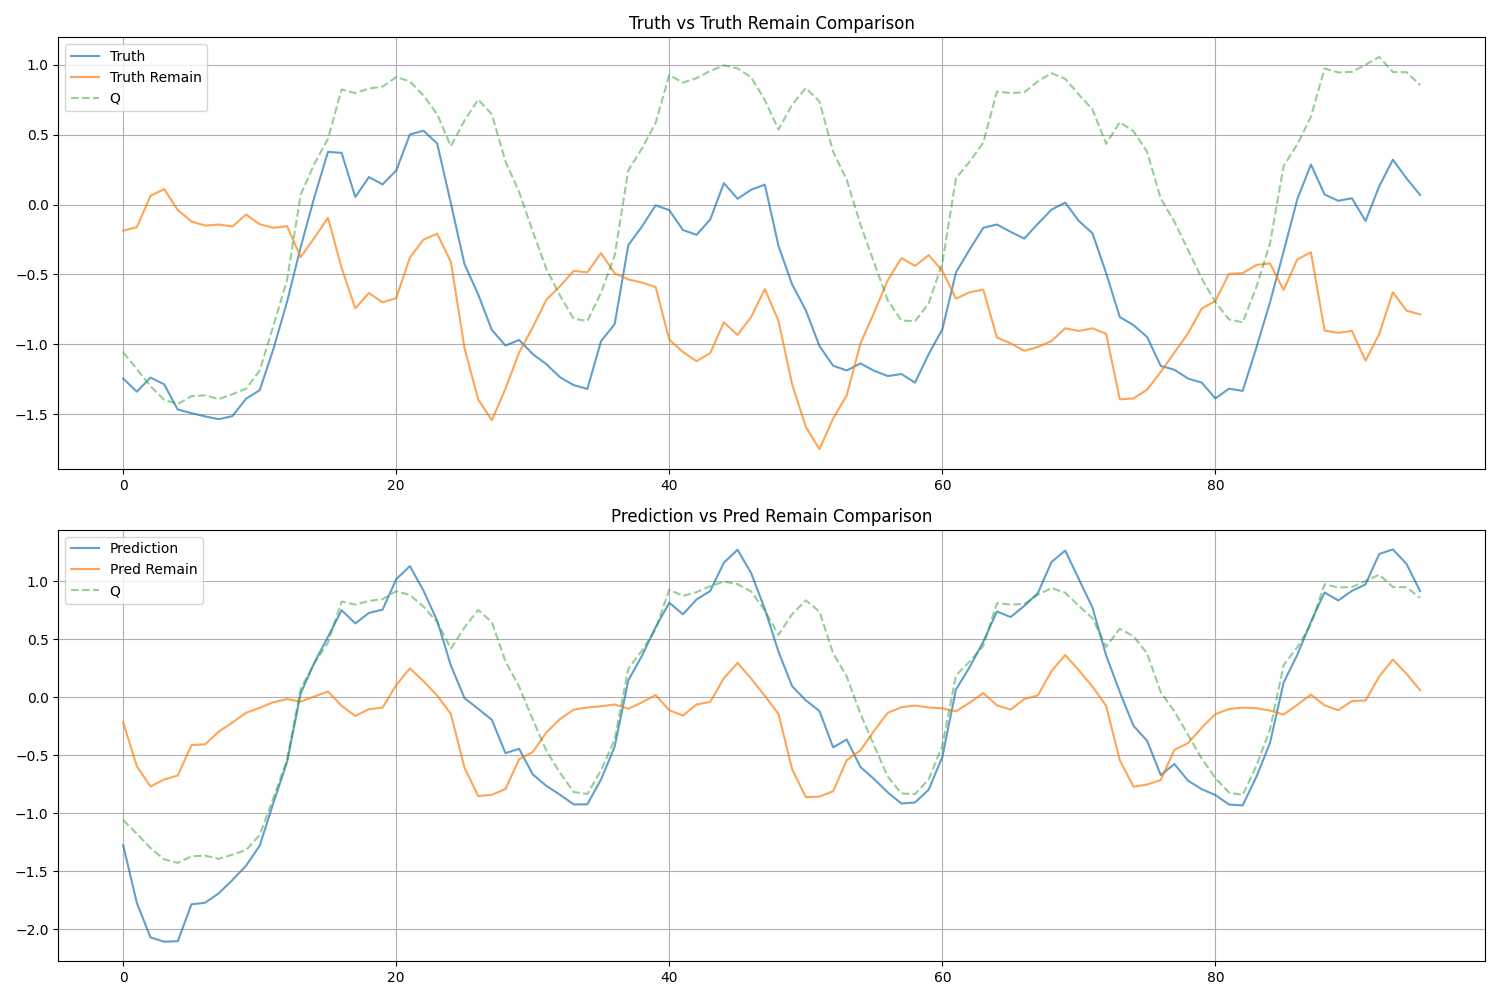 Truth vs Truth Remain Comparison
Truth
Truth Remain
Q
1.0
0.5
0.0
−0.5
−1.0
−1.5
0 20 40 60 80
Prediction vs Pred Remain Comparison
Prediction
Pred Remain
Q
1.0
0.5
0.0
−0.5
−1.0
−1.5
−2.0
0 20 40 60 80